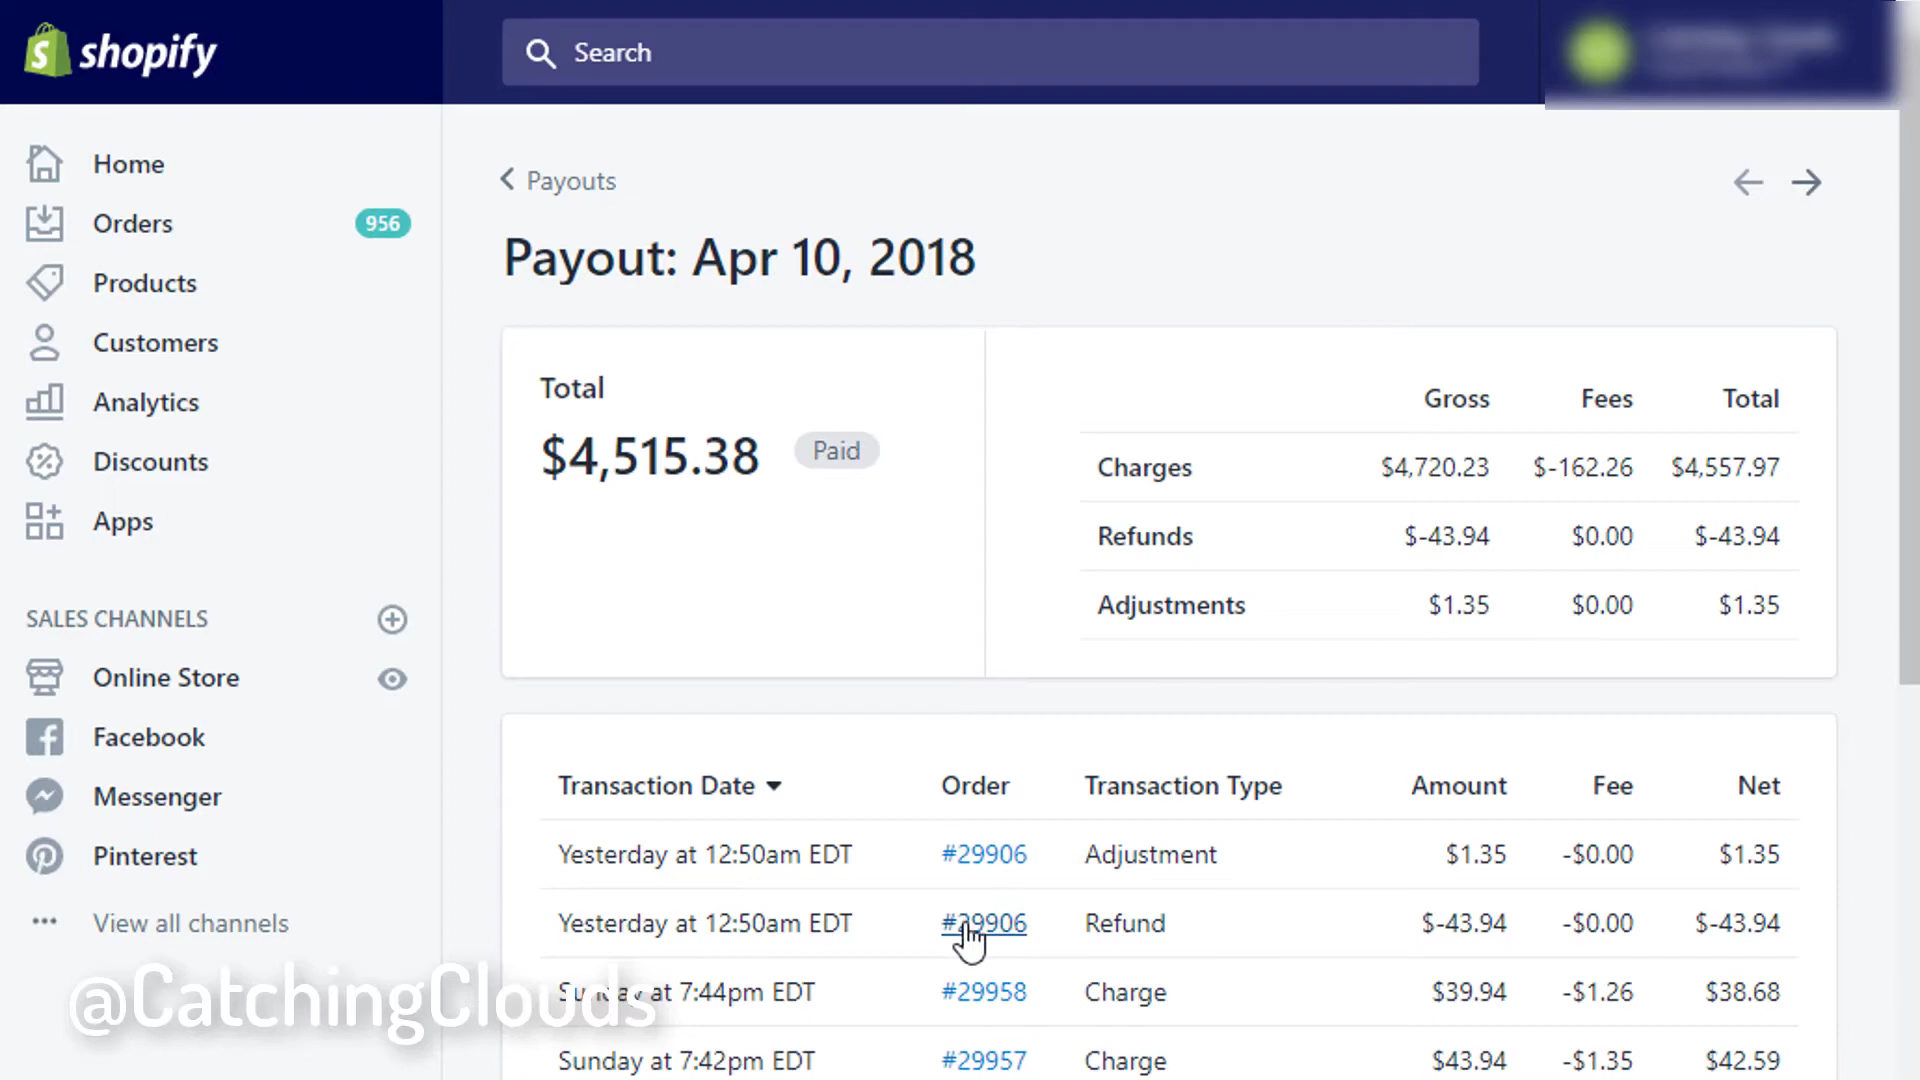 shopify
Search
Home
Orders 956
Products
Customers
Analytics
Discounts
Apps
SALES CHANNELS
Online Store
Facebook
Messenger
Pinterest
View all channels
Payouts
Payout: Apr 10, 2018
Total
$4,515.38 Paid
Gross Fees Total
Charges $4,720.23 $-162.26 $4,557.97
Refunds $-43.94 $0.00 $-43.94
Adjustments $1.35 $0.00 $1.35
Transaction Date Order Transaction Type Amount Fee Net
Yesterday at 12:50am EDT #29906 Adjustment $1.35 -$0.00 $1.35
Yesterday at 12:50am EDT #29906 Refund $-43.94 -$0.00 $-43.94
Sunday at 7:44pm EDT #29958 Charge $39.94 -$1.26 $38.68
Sunday at 7:42pm EDT #29957 Charge $43.94 -$1.35 $42.59
@CatchingClouds